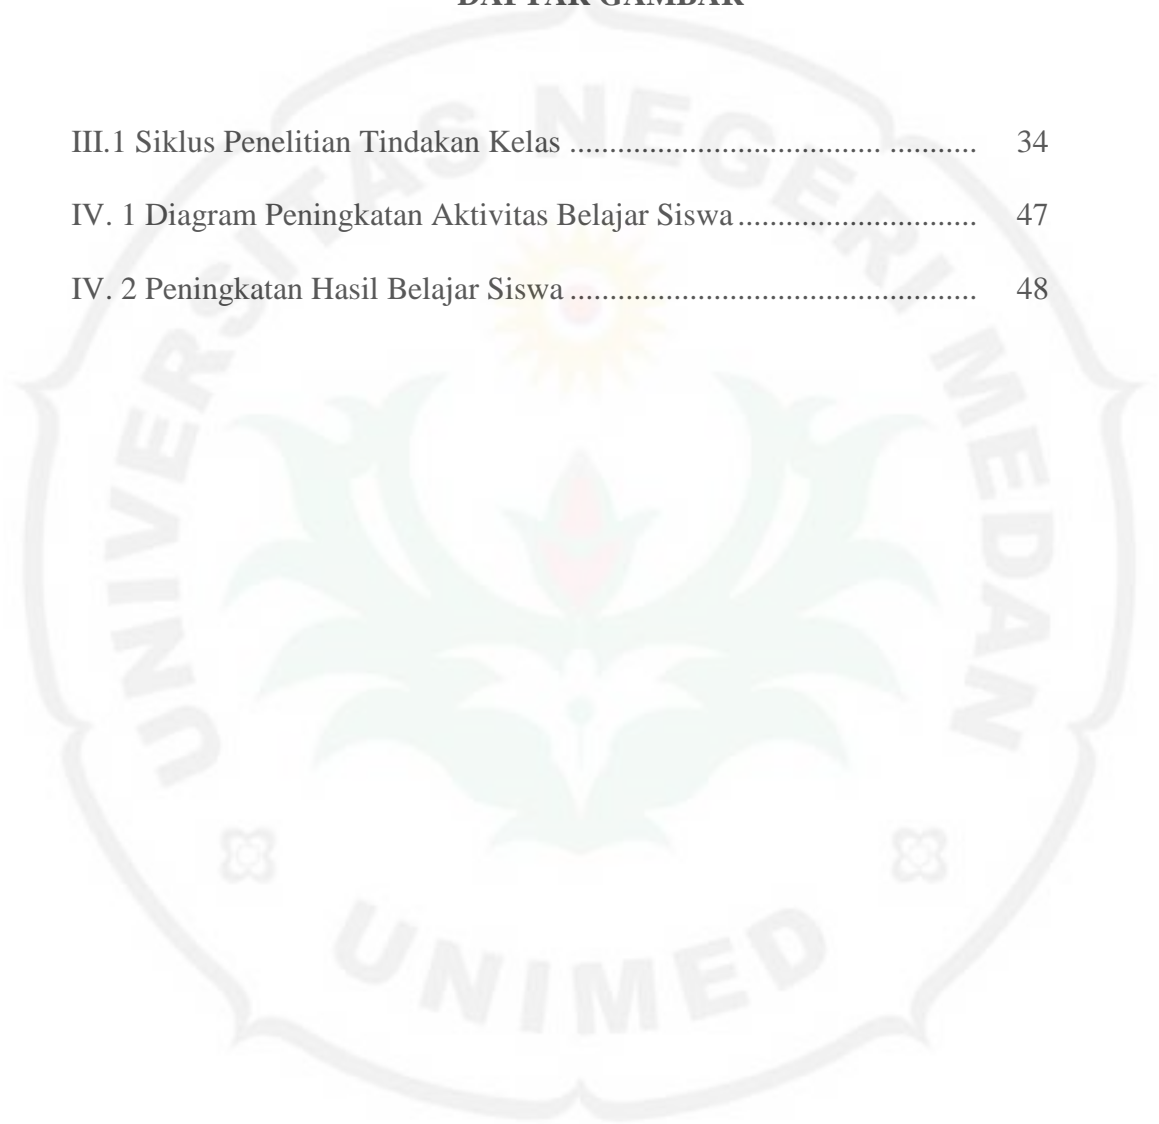 DAFTAR GAMBAR
III.1 Siklus Penelitian Tindakan Kelas ....................................... ........... 34
IV. 1 Diagram Peningkatan Aktivitas Belajar Siswa .............................. 47
IV. 2 Peningkatan Hasil Belajar Siswa ................................................... 48
UNIVERSITAS NEGERI MEDAN
UNIMED